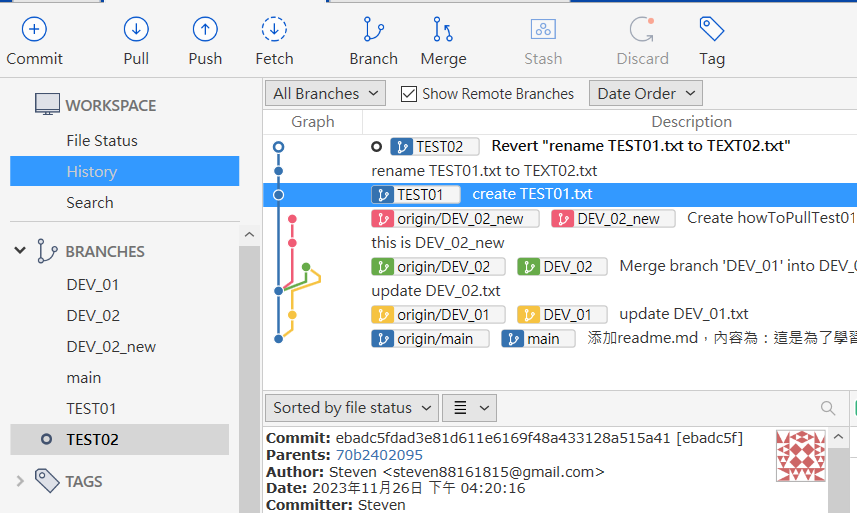 Commit Pull Push Fetch Branch Merge Stash Discard Tag
WORKSPACE
File Status
History
Search
BRANCHES
DEV_01
DEV_02
DEV_02_new
main
TEST01
TEST02
TAGS
All Branches Show Remote Branches Date Order
Graph Description
TEST02 Revert "rename TEST01.txt to TEXT02.txt"
rename TEST01.txt to TEXT02.txt
TEST01 create TEST01.txt
origin/DEV_02_new DEV_02_new Create howToPullTest01
this is DEV_02_new
origin/DEV_02 DEV_02 Merge branch 'DEV_01' into DEV_0
update DEV_02.txt
origin/DEV_01 DEV_01 update DEV_01.txt
origin/main main 添加readme.md，內容為：這是為了學習
Sorted by file status
Commit: ebadc5fdad3e81d611e6169f48a433128a515a41 [ebadc5f]
Parents: 70b2402095
Author: Steven <steven88161815@gmail.com>
Date: 2023年11月26日 下午 04:20:16
Committer: Steven